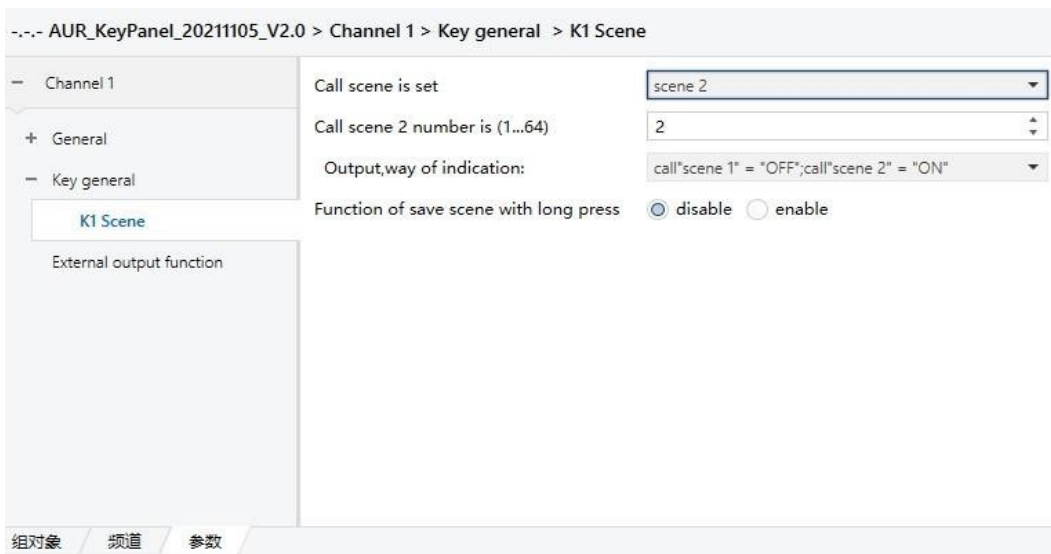 -.-.- AUR_KeyPanel_20211105_V2.0 > Channel 1 > Key general > K1 Scene
Channel 1
General
Key general
K1 Scene
External output function
Call scene is set
scene 2
Call scene 2 number is (1...64)
2
Output,way of indication:
call"scene 1" = "OFF";call"scene 2" = "ON"
Function of save scene with long press
disable
enable
组对象
频道
参数